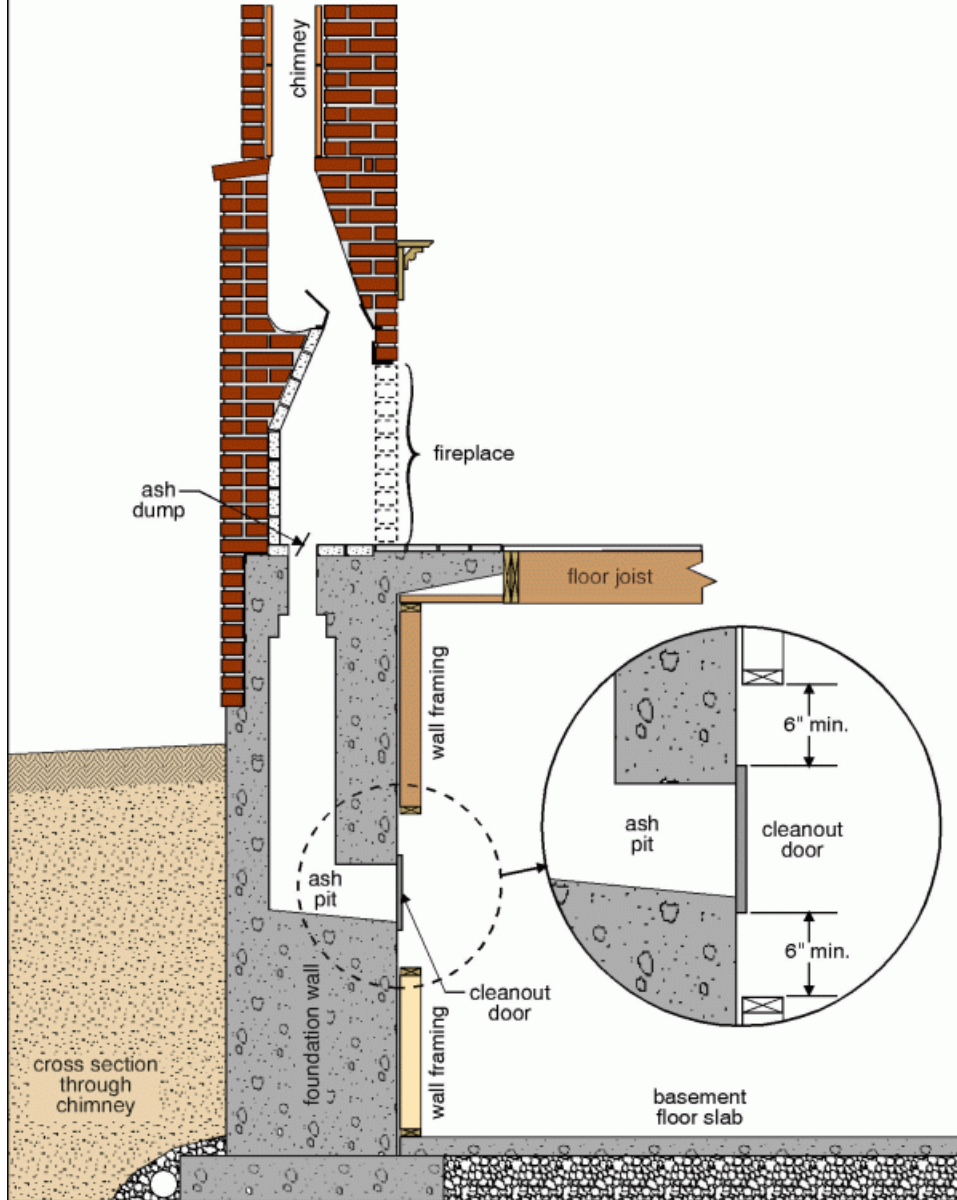 chimney
fireplace
ash
dump
floor joist
wall framing
6" min.
ash
pit
cleanout
door
ash
pit
6" min.
cleanout
door
foundation wall
wall framing
cross section
through
chimney
basement
floor slab